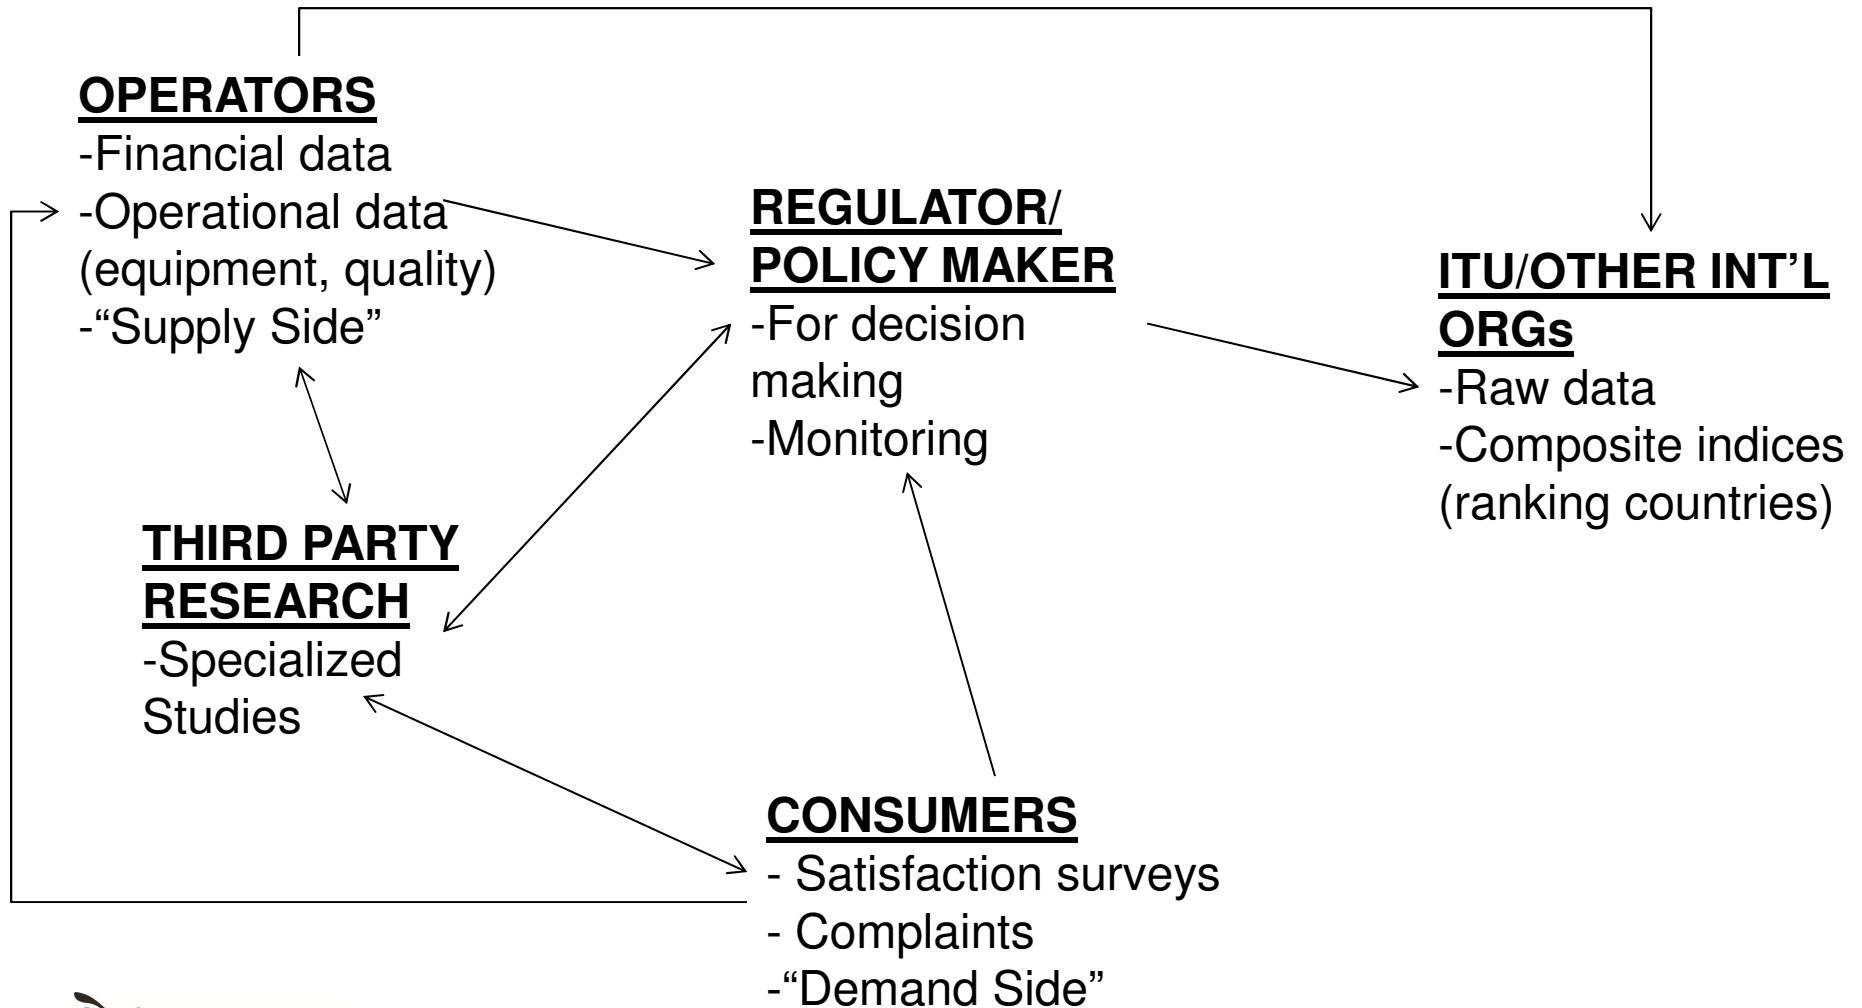 OPERATORS
-Financial data
-Operational data
(equipment, quality)
-“Supply Side”
REGULATOR/
POLICY MAKER
-For decision
making
-Monitoring
ITU/OTHER INT’L
ORGs
-Raw data
-Composite indices
(ranking countries)
THIRD PARTY
RESEARCH
-Specialized
Studies
CONSUMERS
- Satisfaction surveys
- Complaints
-“Demand Side”